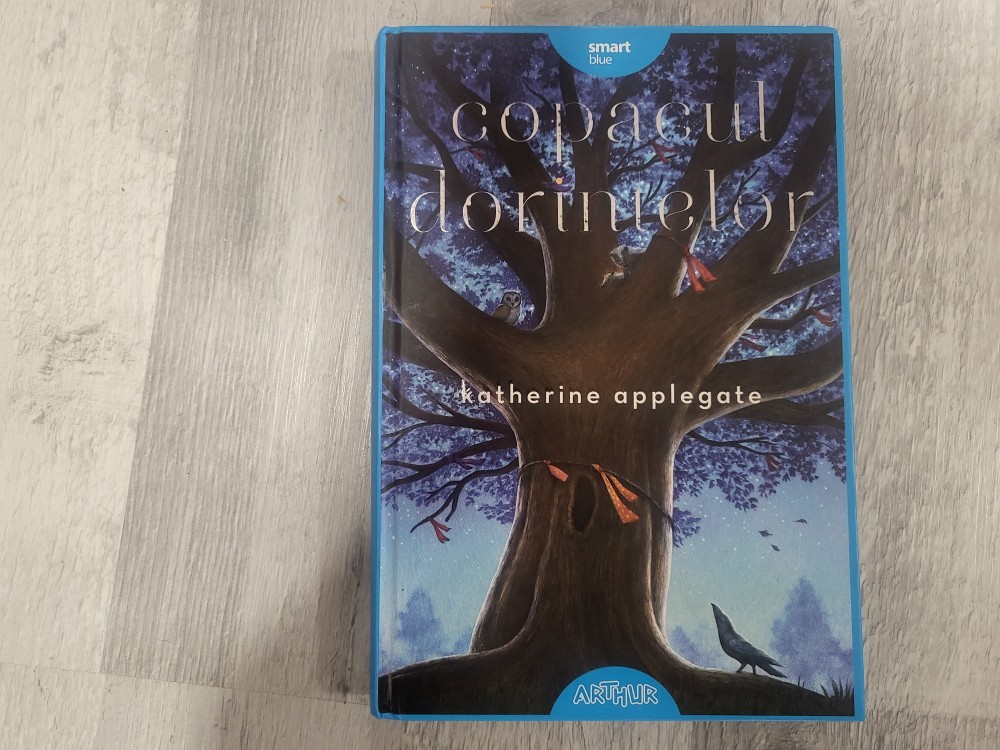 smart
blue
copacul
dorințelor
katherine applegate
ARTHUR